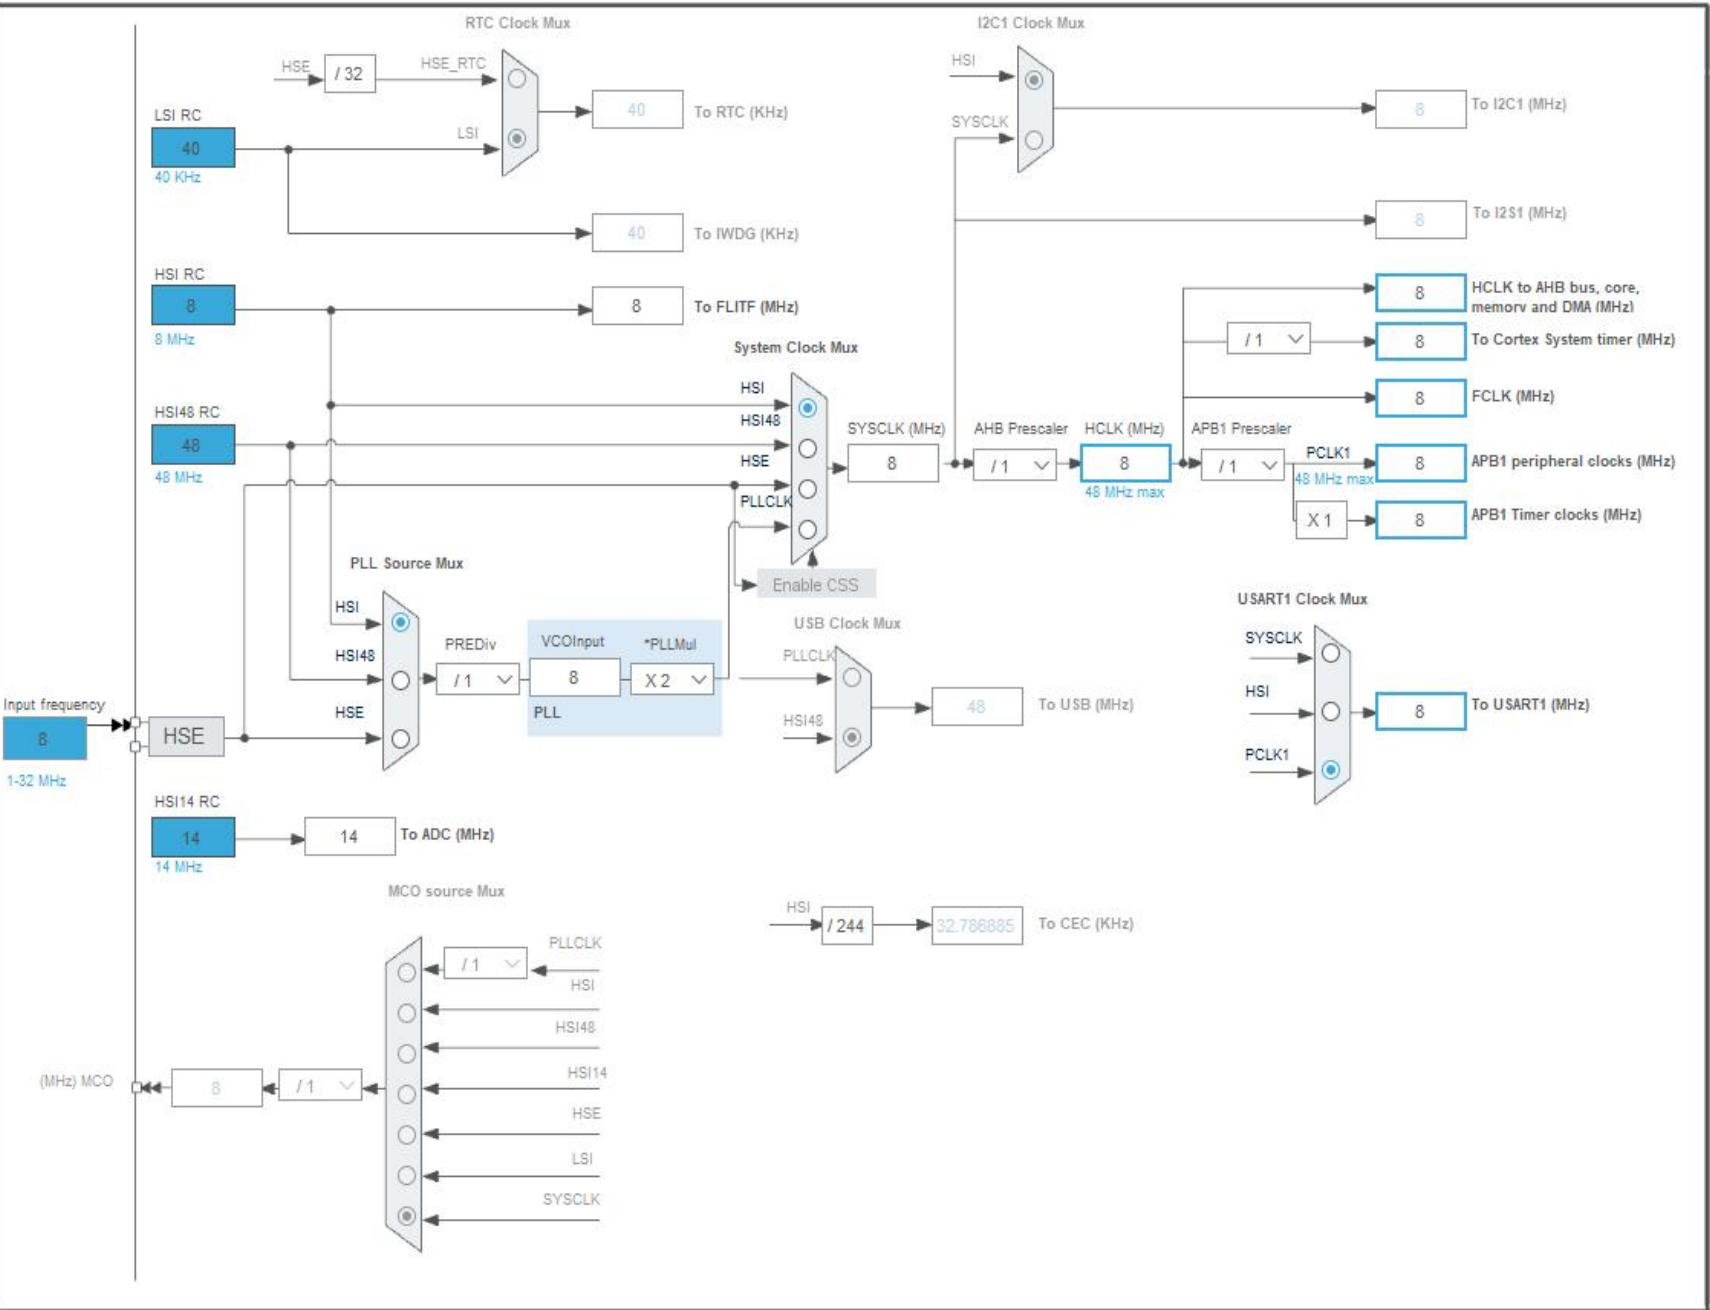 RTC Clock Mux
I2C1 Clock Mux
HSE
/ 32
HSE_RTC
HSI
LSI RC
40
To RTC (KHz)
8
To I2C1 (MHz)
40
LSI
SYSCLK
40 KHz
40
To IWDG (KHz)
8
To I2S1 (MHz)
HSI RC
8
8
To FLITF (MHz)
8 MHz
8
HCLK to AHB bus, core,
memory and DMA (MHz)
System Clock Mux
/ 1
8
To Cortex System timer (MHz)
HSI
8
FCLK (MHz)
HSI48 RC
HSI48
48
48 MHz
HSE
PLLCLK
SYSCLK (MHz)
8
AHB Prescaler
/ 1
HCLK (MHz)
8
48 MHz max
APB1 Prescaler
/ 1
PCLK1
48 MHz max
8
APB1 peripheral clocks (MHz)
X 1
8
APB1 Timer clocks (MHz)
Enable CSS
PLL Source Mux
HSI
HSI48
HSE
PREDiv
/ 1
VCOInput
8
*PLLMul
X 2
PLL
USB Clock Mux
PLLCLK
HSI48
48
To USB (MHz)
USART1 Clock Mux
SYSCLK
HSI
PCLK1
8
To USART1 (MHz)
Input frequency
8
1-32 MHz
HSE
HSI14 RC
14
14 MHz
14
To ADC (MHz)
MCO source Mux
HSI
/ 244
32.786885
To CEC (KHz)
PLLCLK
/ 1
HSI
HSI48
HSI14
HSE
LSI
SYSCLK
(MHz) MCO
8
/ 1